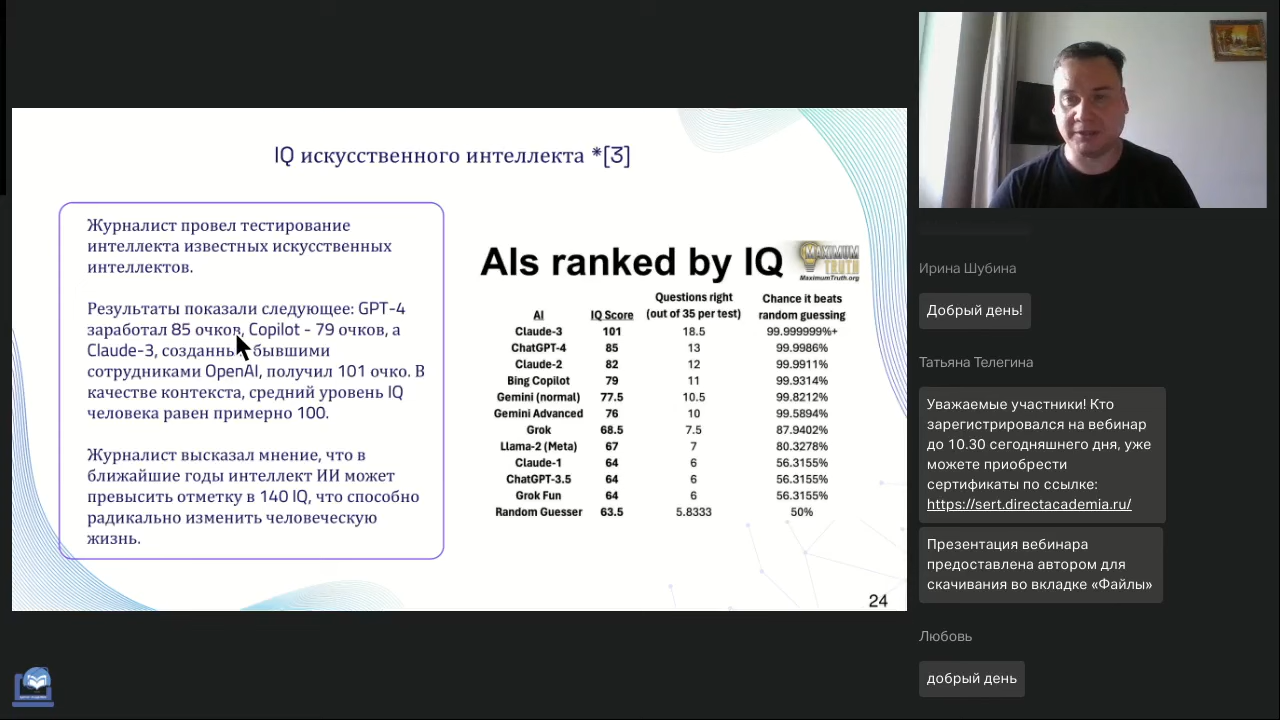 IQ искусственного интеллекта *[3]
Журналист провел тестирование
интеллекта известных искусственных
интеллектов.
Результаты показали следующее: GPT-4
заработал 85 очков, Copilot - 79 очков, а
Claude-3, бывшими
сотрудниками OpenAI, получил 101 очко. В
качестве контекста, средний уровень IQ
человека равен примерно 100.
Журналист высказал мнение, что в
ближайшие годы интеллект ИИ может
превысить отметку в 140 IQ, что способно
радикально изменить человеческую
жизнь.
AIs ranked by IQ
MAXIMUM
TRUTH
MaximumTruth.org
AI IQ Score Questions right (out of 35 per test) Chance it beats random guessing
Claude-3 101 18.5 99.999999%+
ChatGPT-4 85 13 99.9986%
Claude-2 82 12 99.9911%
Bing Copilot 79 11 99.9314%
Gemini (normal) 77.5 10.5 99.8212%
Gemini Advanced 76 10 99.5894%
Grok 68.5 7.5 87.9402%
Llama-2 (Meta) 67 7 80.3278%
Claude-1 64 6 56.3155%
ChatGPT-3.5 64 6 56.3155%
Grok Fun 64 6 56.3155%
Random Guesser 63.5 5.8333 50%
24
Ирина Шубина
Добрый день!
Татьяна Телегина
Уважаемые участники! Кто
зарегистрировался на вебинар
до 10.30 сегодняшнего дня, уже
можете приобрести
сертификаты по ссылке:
https://sert.directacademia.ru/
Презентация вебинара
предоставлена автором для
скачивания во вкладке «Файлы»
Любовь
добрый день